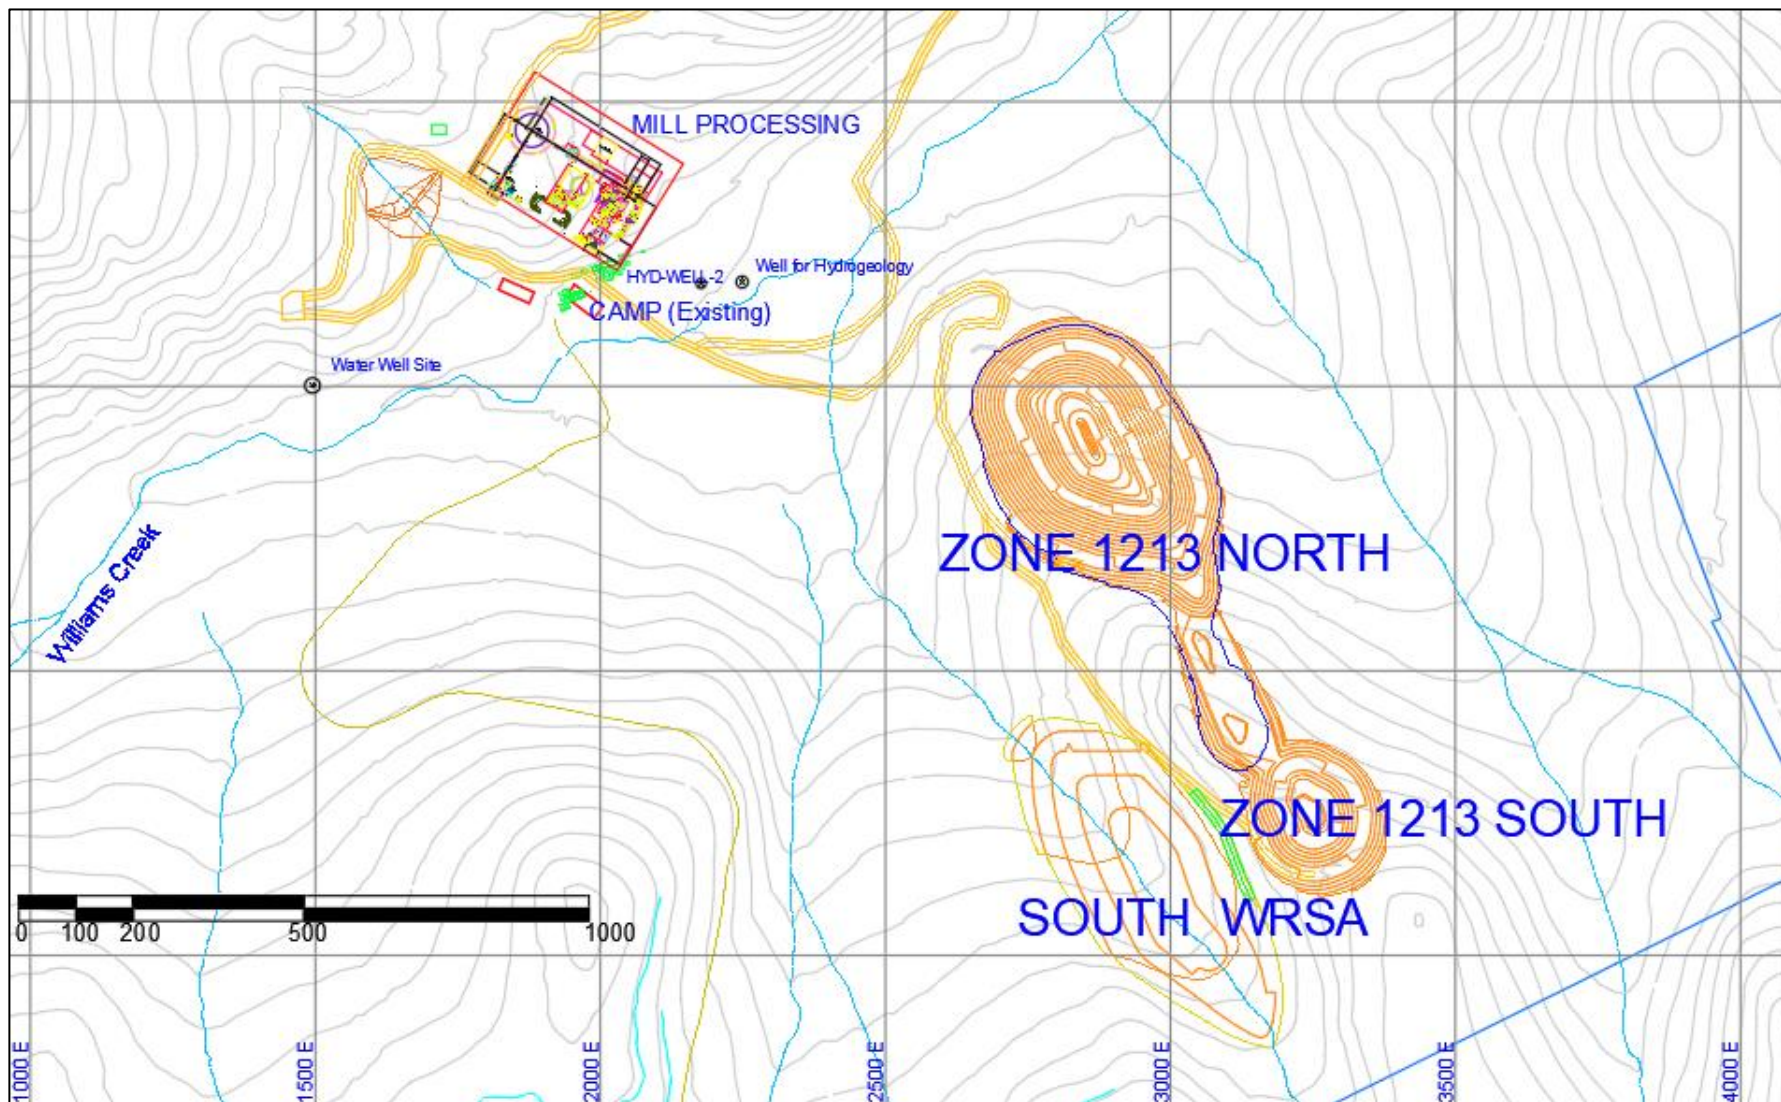 MILL PROCESSING
HYD-WELL-2
Well for Hydrogeology
CAMP (Existing)
Water Well Site
Williams Creek
ZONE 1213 NORTH
ZONE 1213 SOUTH
SOUTH WRSA
0 100 200 500 1000
1000 E 1500 E 2000 E 2500 E 3000 E 3500 E 4000 E